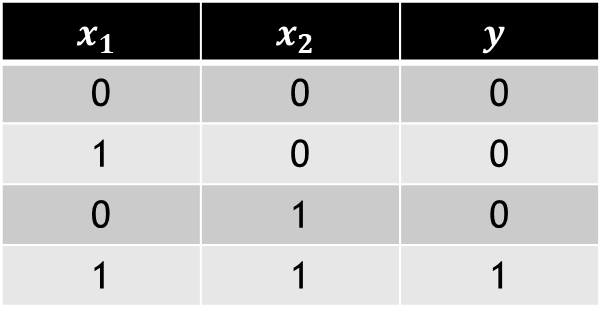 x₁ x₂ y
0 0 0
1 0 0
0 1 0
1 1 1